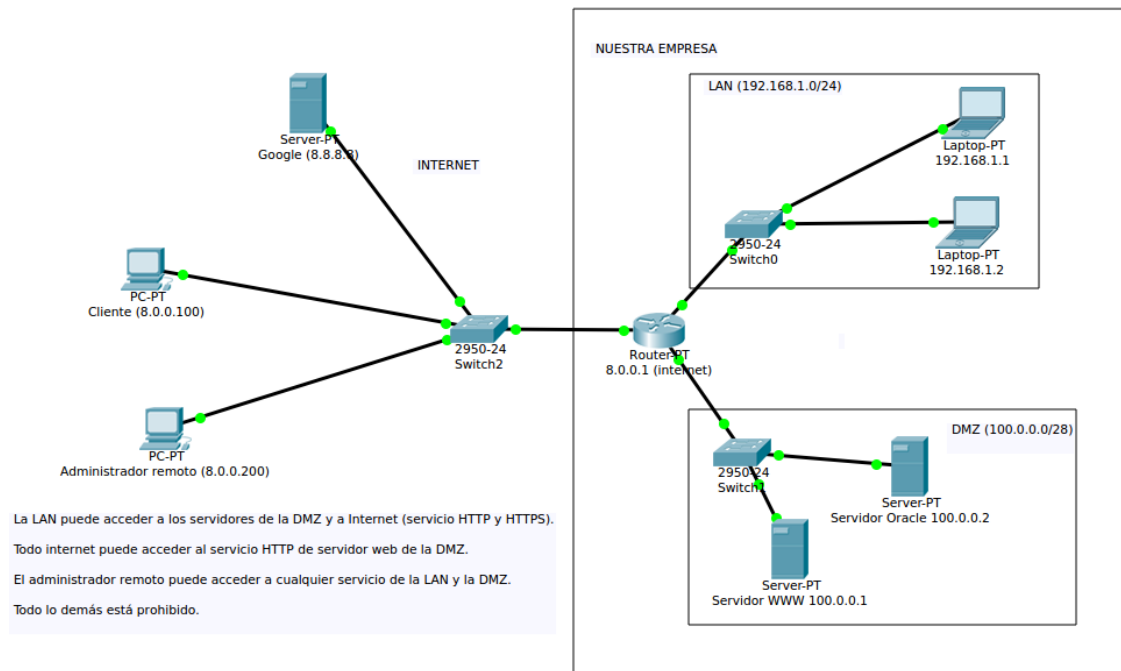 NUESTRA EMPRESA
LAN (192.168.1.0/24)
Server-PT
Google (8.8.8.8)
INTERNET
Laptop-PT
192.168.1.1
2950-24
Switch0
Laptop-PT
192.168.1.2
PC-PT
Cliente (8.0.0.100)
2950-24
Switch2
Router-PT
8.0.0.1 (internet)
PC-PT
Administrador remoto (8.0.0.200)
DMZ (100.0.0.0/28)
2950-24
Switch1
Server-PT
Servidor Oracle 100.0.0.2
Server-PT
Servidor WWW 100.0.0.1
La LAN puede acceder a los servidores de la DMZ y a Internet (servicio HTTP y HTTPS).
Todo internet puede acceder al servicio HTTP de servidor web de la DMZ.
El administrador remoto puede acceder a cualquier servicio de la LAN y la DMZ.
Todo lo demás está prohibido.